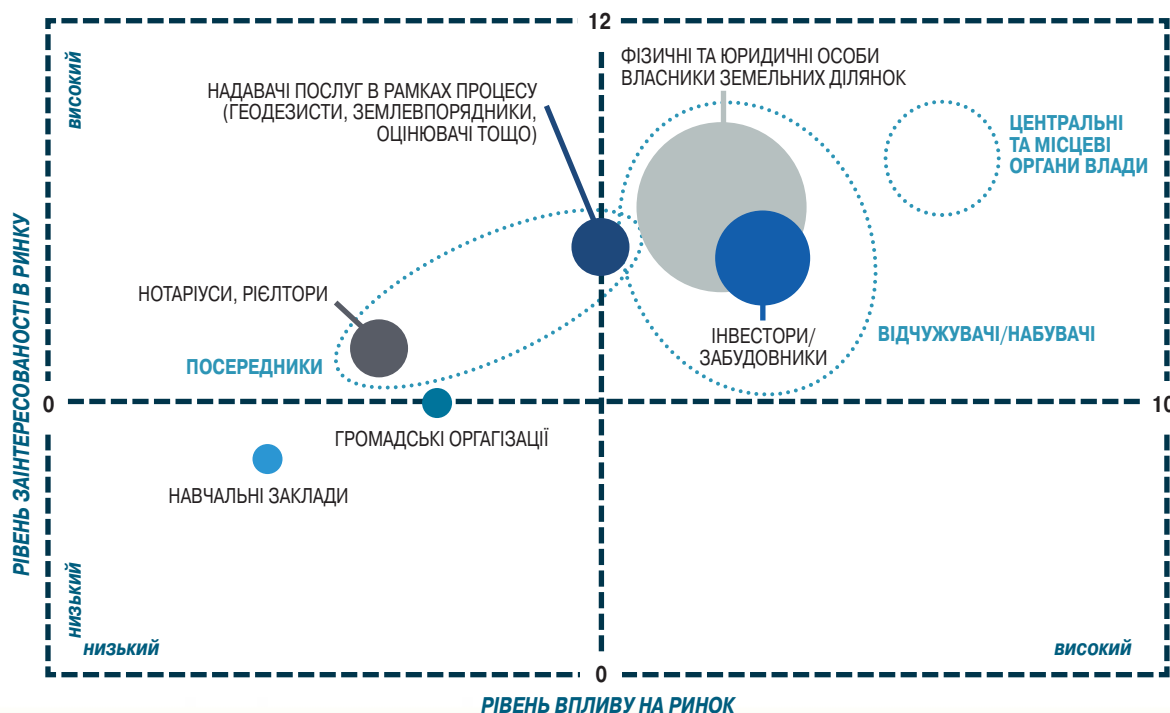 12
ВИСОКИЙ
НАДАВАЧІ ПОСЛУГ В РАМКАХ ПРОЦЕСУ
(ГЕОДЕЗИСТИ, ЗЕМЛЕВПОРЯДНИКИ,
ОЦІНЮВАЧІ ТОЩО)
ФІЗИЧНІ ТА ЮРИДИЧНІ ОСОБИ
ВЛАСНИКИ ЗЕМЕЛЬНИХ ДІЛЯНОК
ЦЕНТРАЛЬНІ
ТА МІСЦЕВІ
ОРГАНИ ВЛАДИ
РІВЕНЬ ЗАІНТЕРЕСОВАНОСТІ В РИНКУ
НОТАРІУСИ, РІЄЛТОРИ
ПОСЕРЕДНИКИ
ІНВЕСТОРИ/
ЗАБУДОВНИКИ
ВІДЧУЖУВАЧІ/НАБУВАЧІ
0
10
ГРОМАДСЬКІ ОРГАГІЗАЦІЇ
НАВЧАЛЬНІ ЗАКЛАДИ
НИЗЬКИЙ
НИЗЬКИЙ
ВИСОКИЙ
0
РІВЕНЬ ВПЛИВУ НА РИНОК